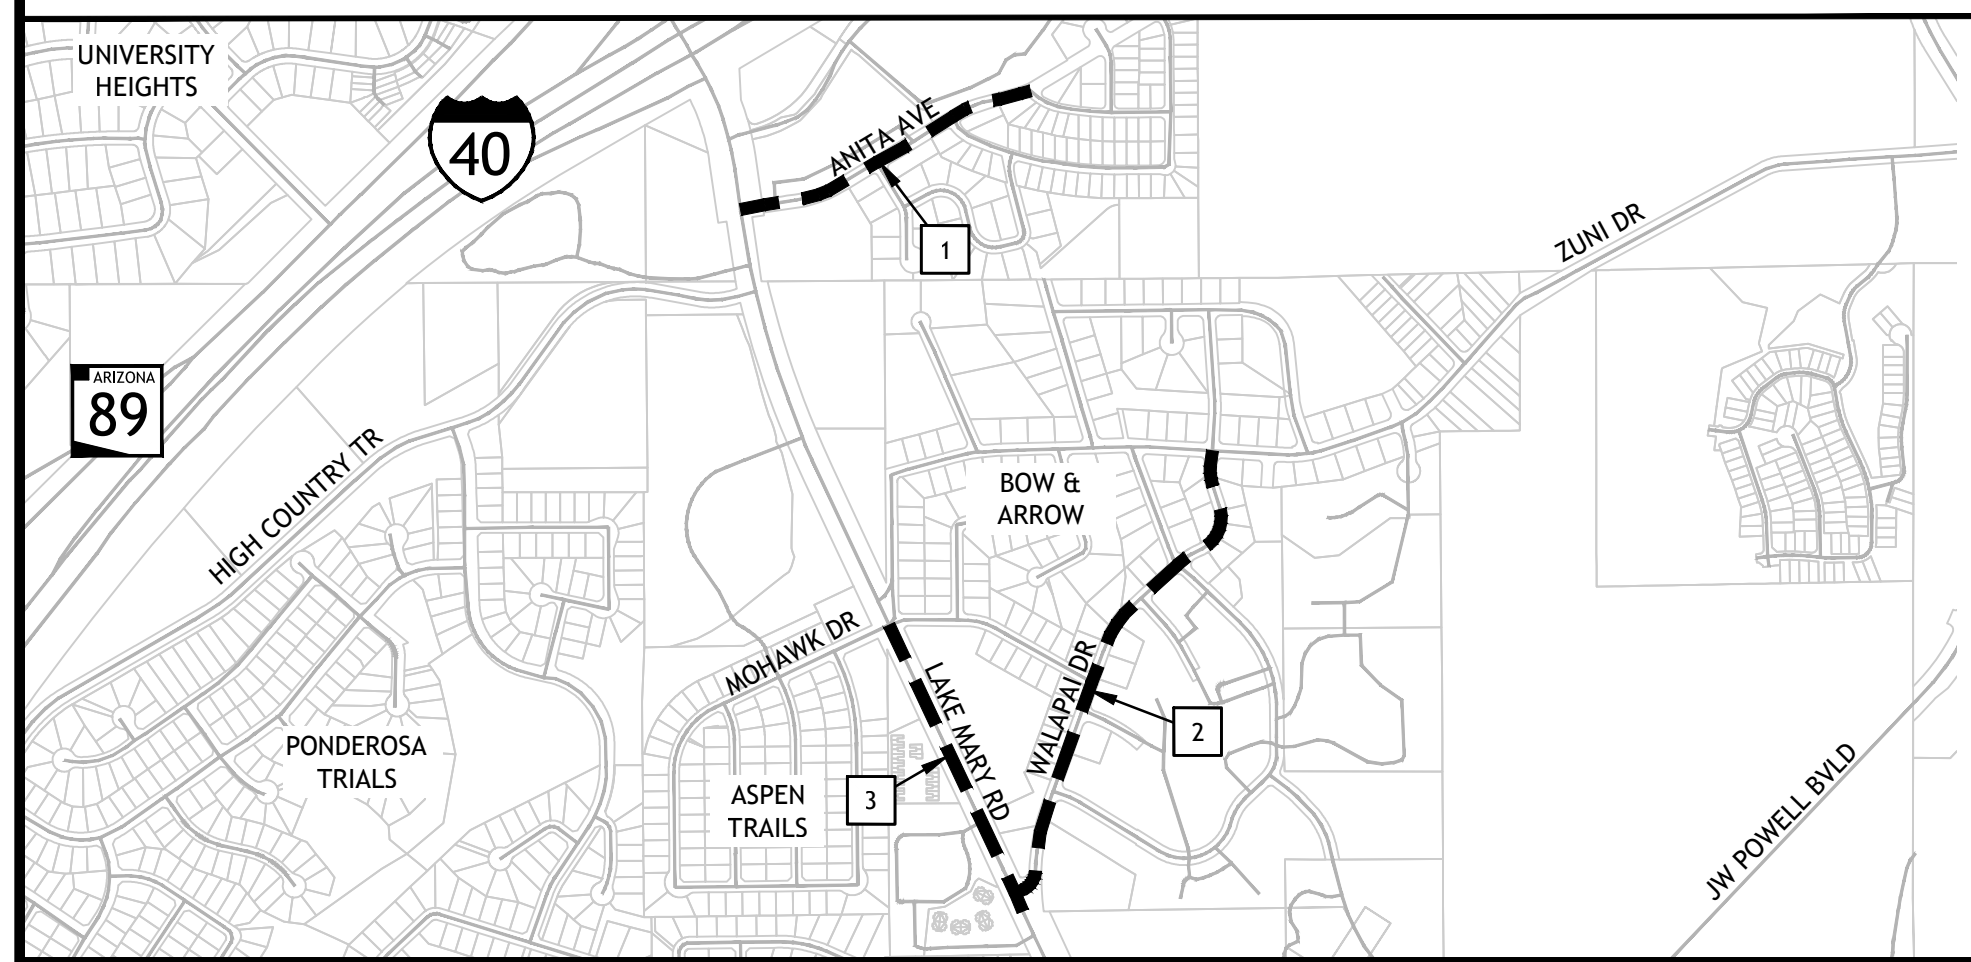 UNIVERSITY
HEIGHTS
40
ANITA AVE
1
ZUNI DR
ARIZONA
89
HIGH COUNTRY TR
BOW &
ARROW
MOHAWK DR
LAKE MARY RD
WALAPAI DR
2
PONDEROSA
TRIALS
ASPEN
TRAILS
3
JW POWELL BVLD